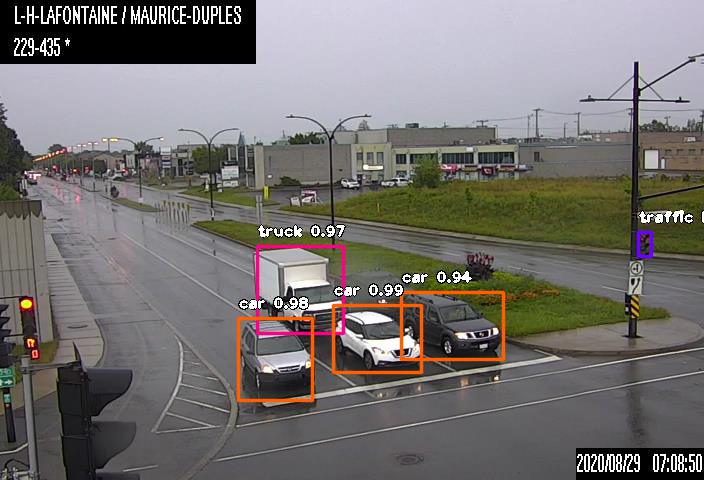 L-H-LAFONTAINE / MAURICE-DUPLES
229-435 *
traffic
truck 0.97
car 0.94
car 0.99
car 0.98
2020/08/29 07:08:50